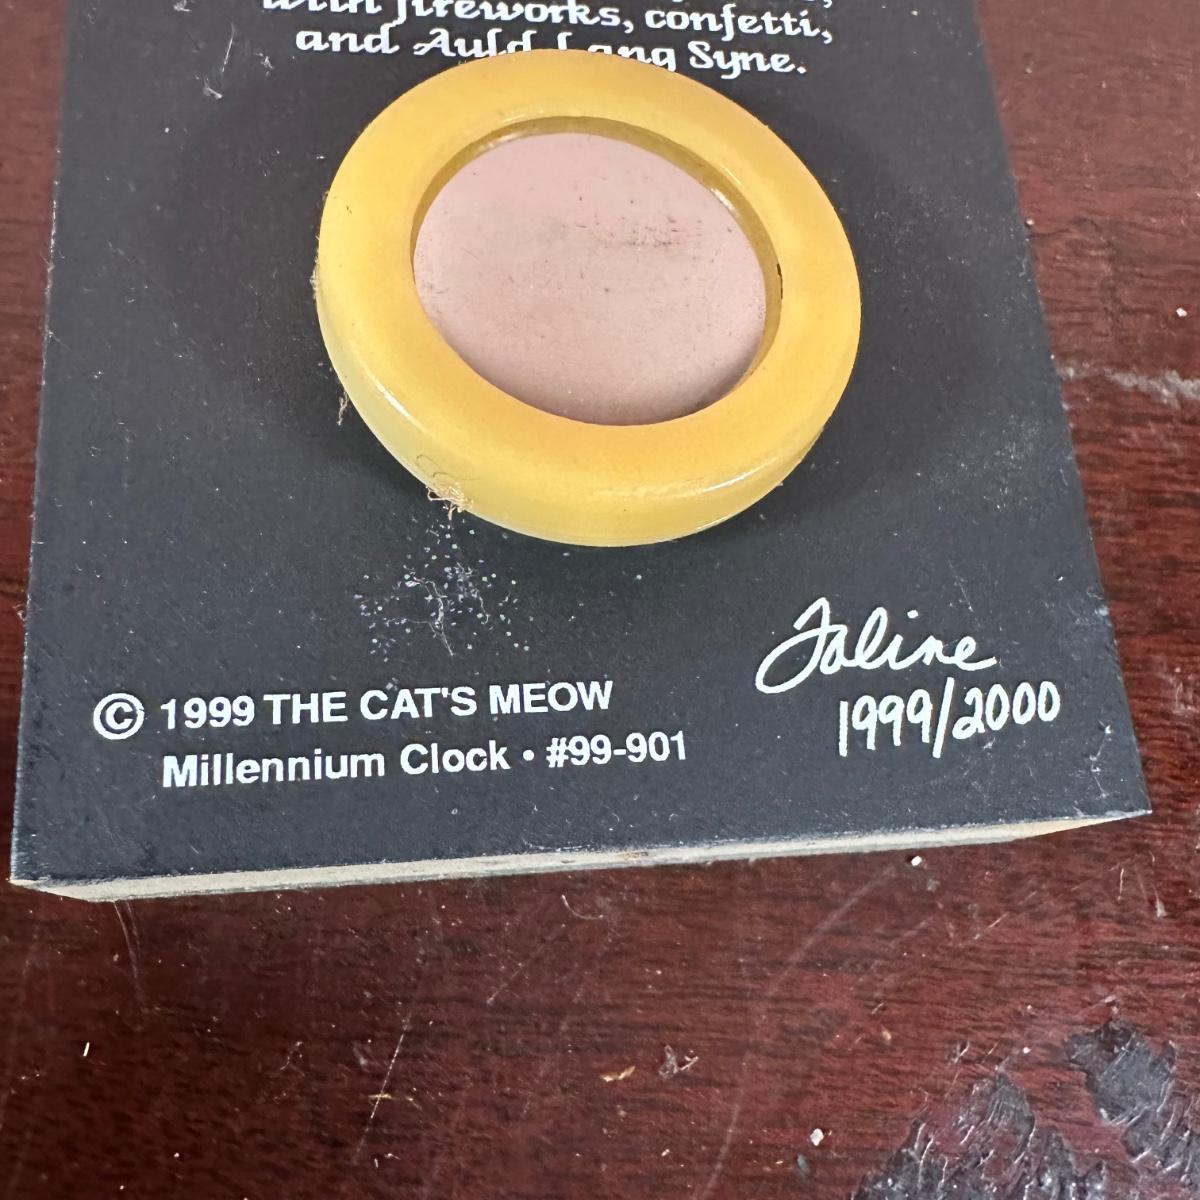 with fireworks, confetti,
and Auld Lang Syne.
© 1999 THE CAT'S MEOW
Millennium Clock • #99-901
Faline
1999/2000